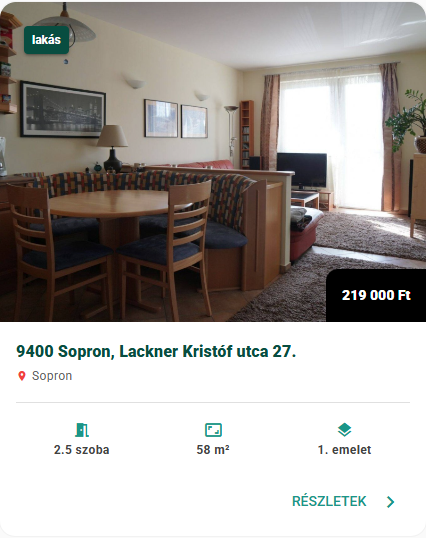 lakás
219 000 Ft
9400 Sopron, Lackner Kristóf utca 27.
Sopron
2.5 szoba
58 m²
1. emelet
RÉSZLETEK